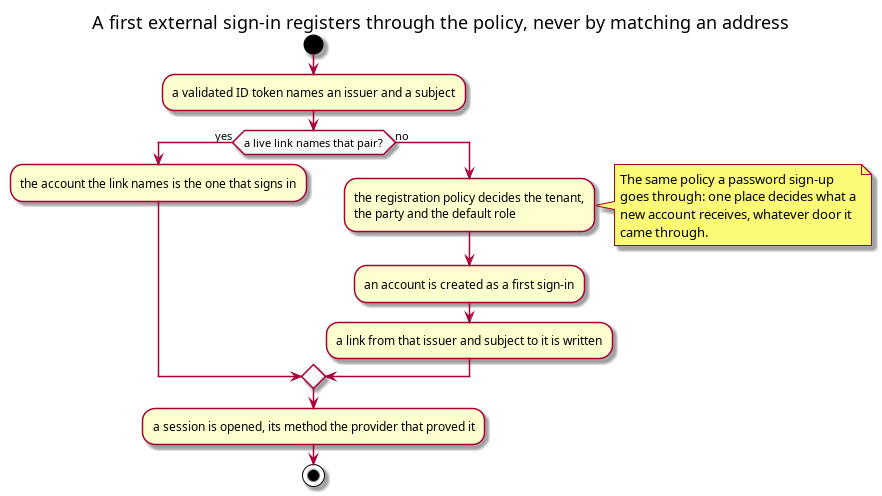 A first external sign-in registers through the policy, never by matching an address
a validated ID token names an issuer and a subject
yes
a live link names that pair?
no
the account the link names is the one that signs in
the registration policy decides the tenant,
the party and the default role
The same policy a password sign-up
goes through: one place decides what a
new account receives, whatever door it
came through.
an account is created as a first sign-in
a link from that issuer and subject to it is written
a session is opened, its method the provider that proved it